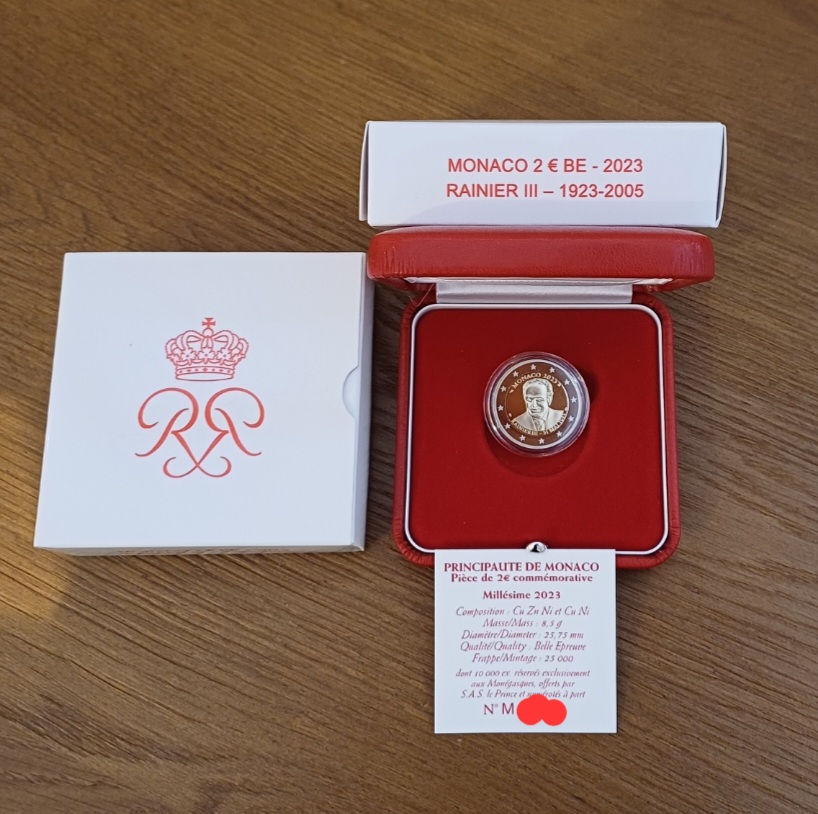 MONACO 2 € BE - 2023
RAINIER III – 1923-2005
MONACO 2023
PRINCIPAUTE DE MONACO
Pièce de 2€ commémorative
Millésime 2023
Composition : Cu Zn Ni et Cu Ni
Masse/Mass : 8,5 g
Diamètre/Diameter : 25,75 mm
Qualité/Quality : Belle Epreuve
Frappe/Mintage : 25 000
dont 10 000 ex. réservés exclusivement
aux Monégasques, offerts par
S.A.S. le Prince et numérotés à part
N° M